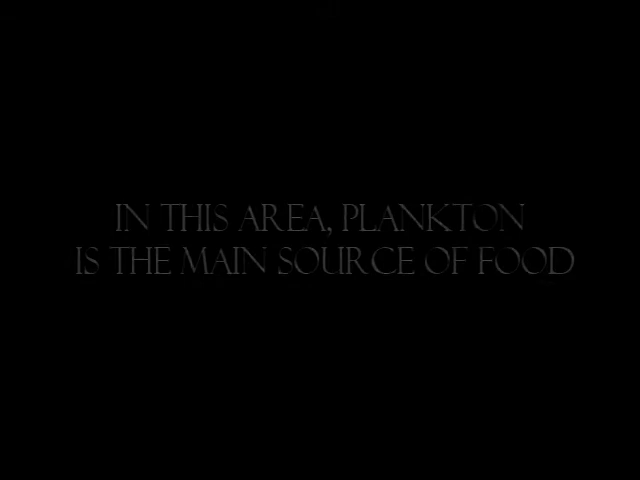 IN THIS AREA, PLANKTON
IS THE MAIN SOURCE OF FOOD